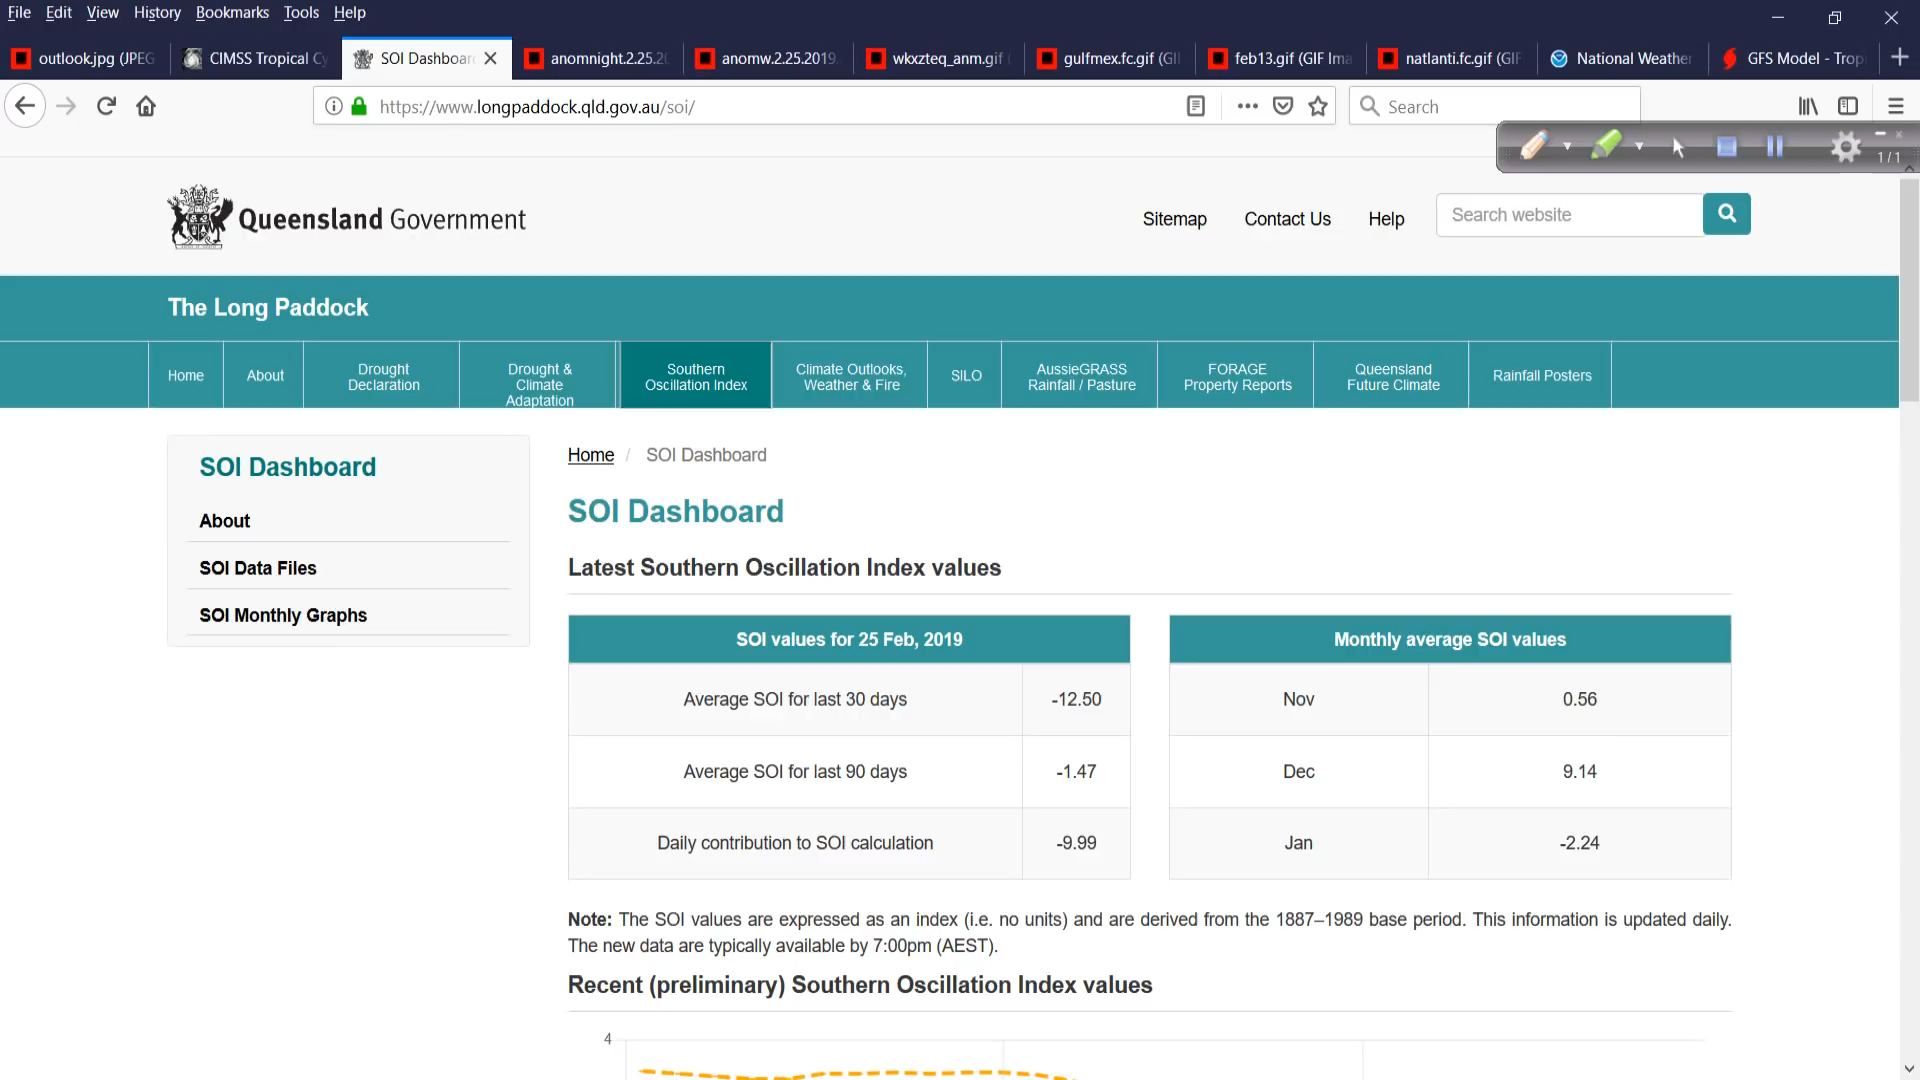 File Edit View History Bookmarks Tools Help
outlook.jpg (JPEG
CIMSS Tropical Cy
SOI Dashboar
anomnight.2.25.20
anomw.2.25.2019.
wkxzteq_anm.gif (
gulfmex.fc.gif (GI
feb13.gif (GIF Ima
natlanti.fc.gif (GIF
National Weather
GFS Model - Trop
https://www.longpaddock.qld.gov.au/soi/
Search
1/1
Queensland Government
Sitemap
Contact Us
Help
Search website
The Long Paddock
Home
About
Drought
Declaration
Drought &
Climate
Adaptation
Southern
Oscillation Index
Climate Outlooks,
Weather & Fire
SILO
AussieGRASS
Rainfall / Pasture
FORAGE
Property Reports
Queensland
Future Climate
Rainfall Posters
SOI Dashboard
About
SOI Data Files
SOI Monthly Graphs
Home / SOI Dashboard
SOI Dashboard
Latest Southern Oscillation Index values
SOI values for 25 Feb, 2019
Average SOI for last 30 days -12.50
Average SOI for last 90 days -1.47
Daily contribution to SOI calculation -9.99
Monthly average SOI values
Nov 0.56
Dec 9.14
Jan -2.24
Note: The SOI values are expressed as an index (i.e. no units) and are derived from the 1887–1989 base period. This information is updated daily.
The new data are typically available by 7:00pm (AEST).
Recent (preliminary) Southern Oscillation Index values
4